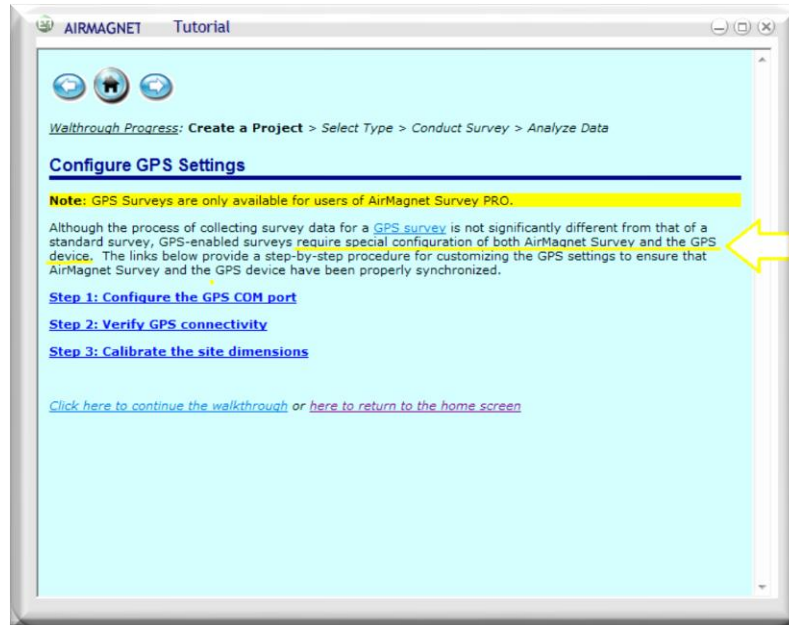 AIRMAGNET Tutorial
Walthrough Progress: Create a Project > Select Type > Conduct Survey > Analyze Data
Configure GPS Settings
Note: GPS Surveys are only available for users of AirMagnet Survey PRO.
Although the process of collecting survey data for a GPS survey is not significantly different from that of a
standard survey, GPS-enabled surveys require special configuration of both AirMagnet Survey and the GPS
device. The links below provide a step-by-step procedure for customizing the GPS settings to ensure that
AirMagnet Survey and the GPS device have been properly synchronized.
Step 1: Configure the GPS COM port
Step 2: Verify GPS connectivity
Step 3: Calibrate the site dimensions
Click here to continue the walkthrough or here to return to the home screen